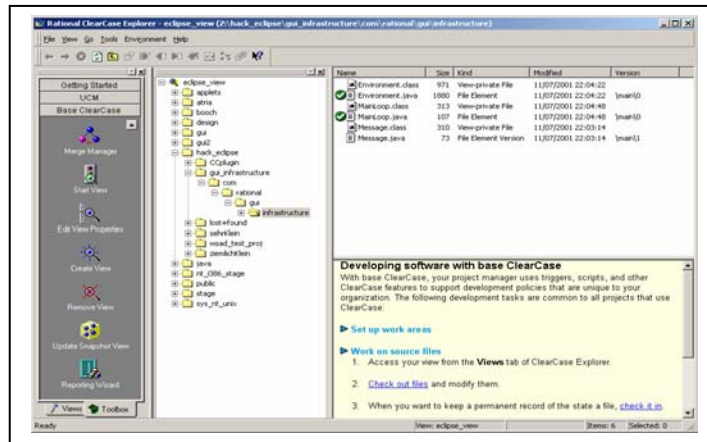 Rational ClearCase Explorer - eclipse_view (Z:\hack_eclipse\gui_infrastructure\com\rational\gui\infrastructure)
File View Go Tools Environment Help
Getting Started
UCM
Base ClearCase
Merge Manager
Start View
Edit View Properties
Create View
Remove View
Update Snapshot View
Reporting Wizard
Views Toolbox
eclipse_view
applets
atria
booch
design
gui
gui2
hack_eclipse
CCplugin
gui_infrastructure
com
rational
gui
infrastructure
lost+found
sehrklein
wsad_test_proj
ziemlichklein
java
nt_i386_stage
public
stage
sys_nt_unix
Name Size Kind Modified Version
Environment.class 971 View-private File 11/07/2001 22:04:22
Environment.java 1880 File Element 11/07/2001 22:04:22 \main\0
MainLoop.class 313 View-private File 11/07/2001 22:04:48
MainLoop.java 107 File Element 11/07/2001 22:04:48 \main\0
Message.class 310 View-private File 11/07/2001 22:03:14
Message.java 73 File Element Version 11/07/2001 22:03:14 \main\1
Developing software with base ClearCase
With base ClearCase, your project manager uses triggers, scripts, and other
ClearCase features to support development policies that are unique to your
organization. The following development tasks are common to all projects that use
ClearCase:
Set up work areas
Work on source files
1. Access your view from the Views tab of ClearCase Explorer.
2. Check out files and modify them.
3. When you want to keep a permanent record of the state a file, check it in.
Ready View: eclipse_view Items: 6 Selected: 0